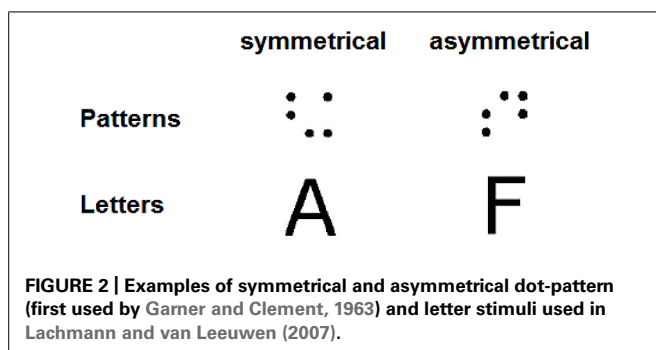 symmetrical asymmetrical
Patterns
Letters A F
FIGURE 2 | Examples of symmetrical and asymmetrical dot-pattern
(first used by Garner and Clement, 1963) and letter stimuli used in
Lachmann and van Leeuwen (2007).